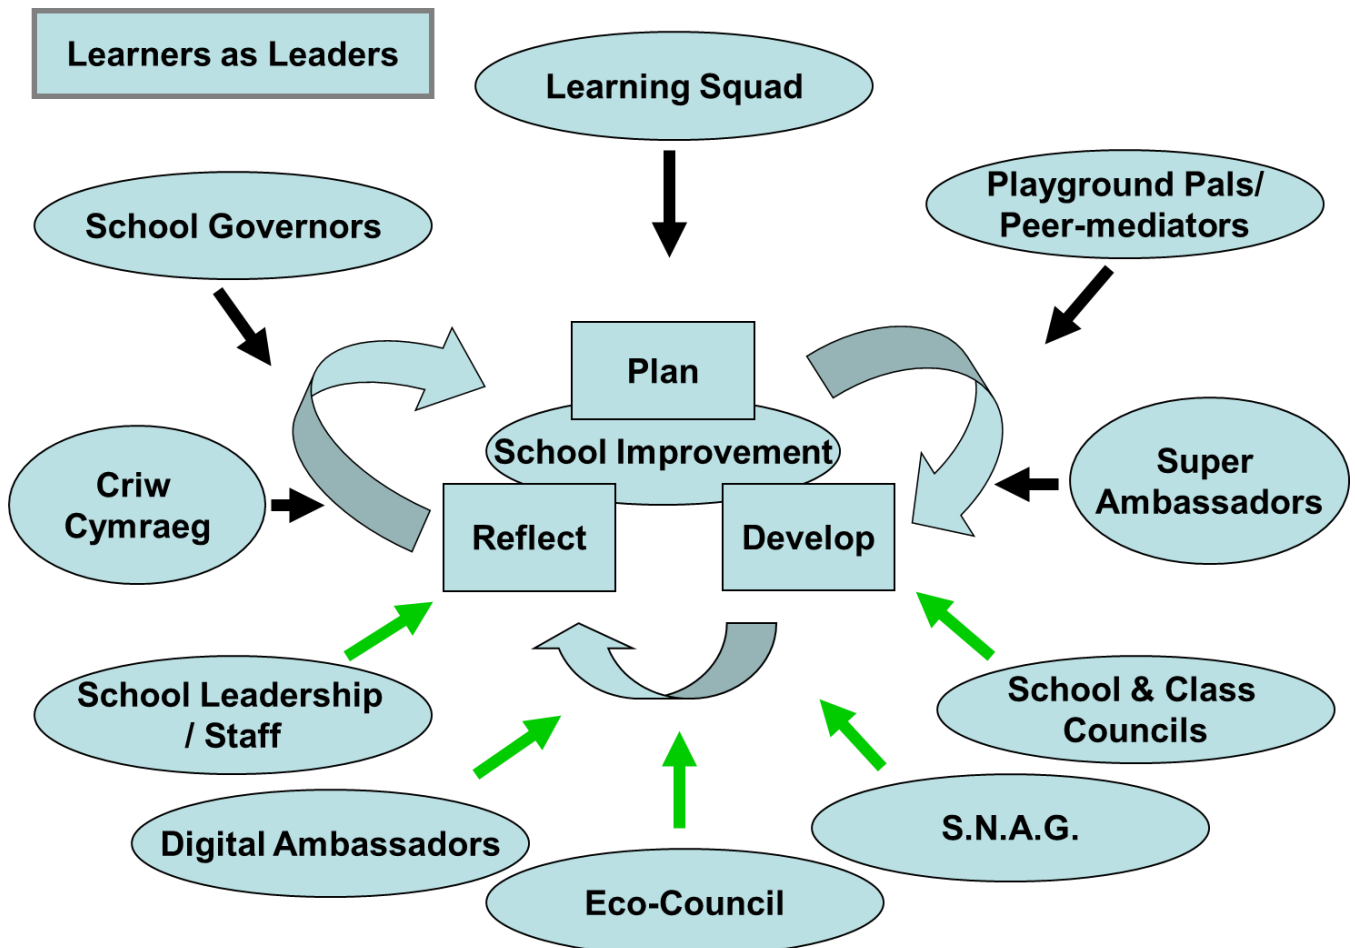 Learners as Leaders
Learning Squad
Playground Pals/
Peer-mediators
School Governors
Plan
School Improvement
Reflect
Develop
Criw
Cymraeg
Super
Ambassadors
School Leadership
/ Staff
School & Class
Councils
Digital Ambassadors
S.N.A.G.
Eco-Council